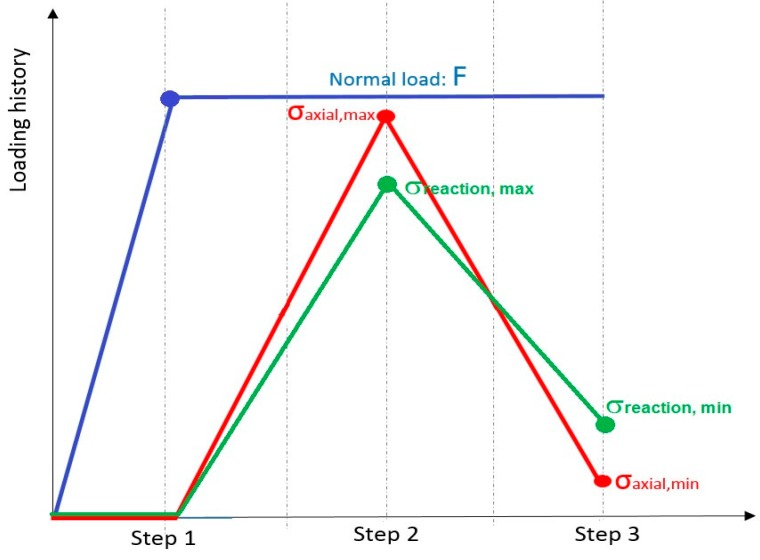 Loading history
Normal load: F
σaxial,max
σreaction, max
σreaction, min
σaxial,min
Step 1
Step 2
Step 3